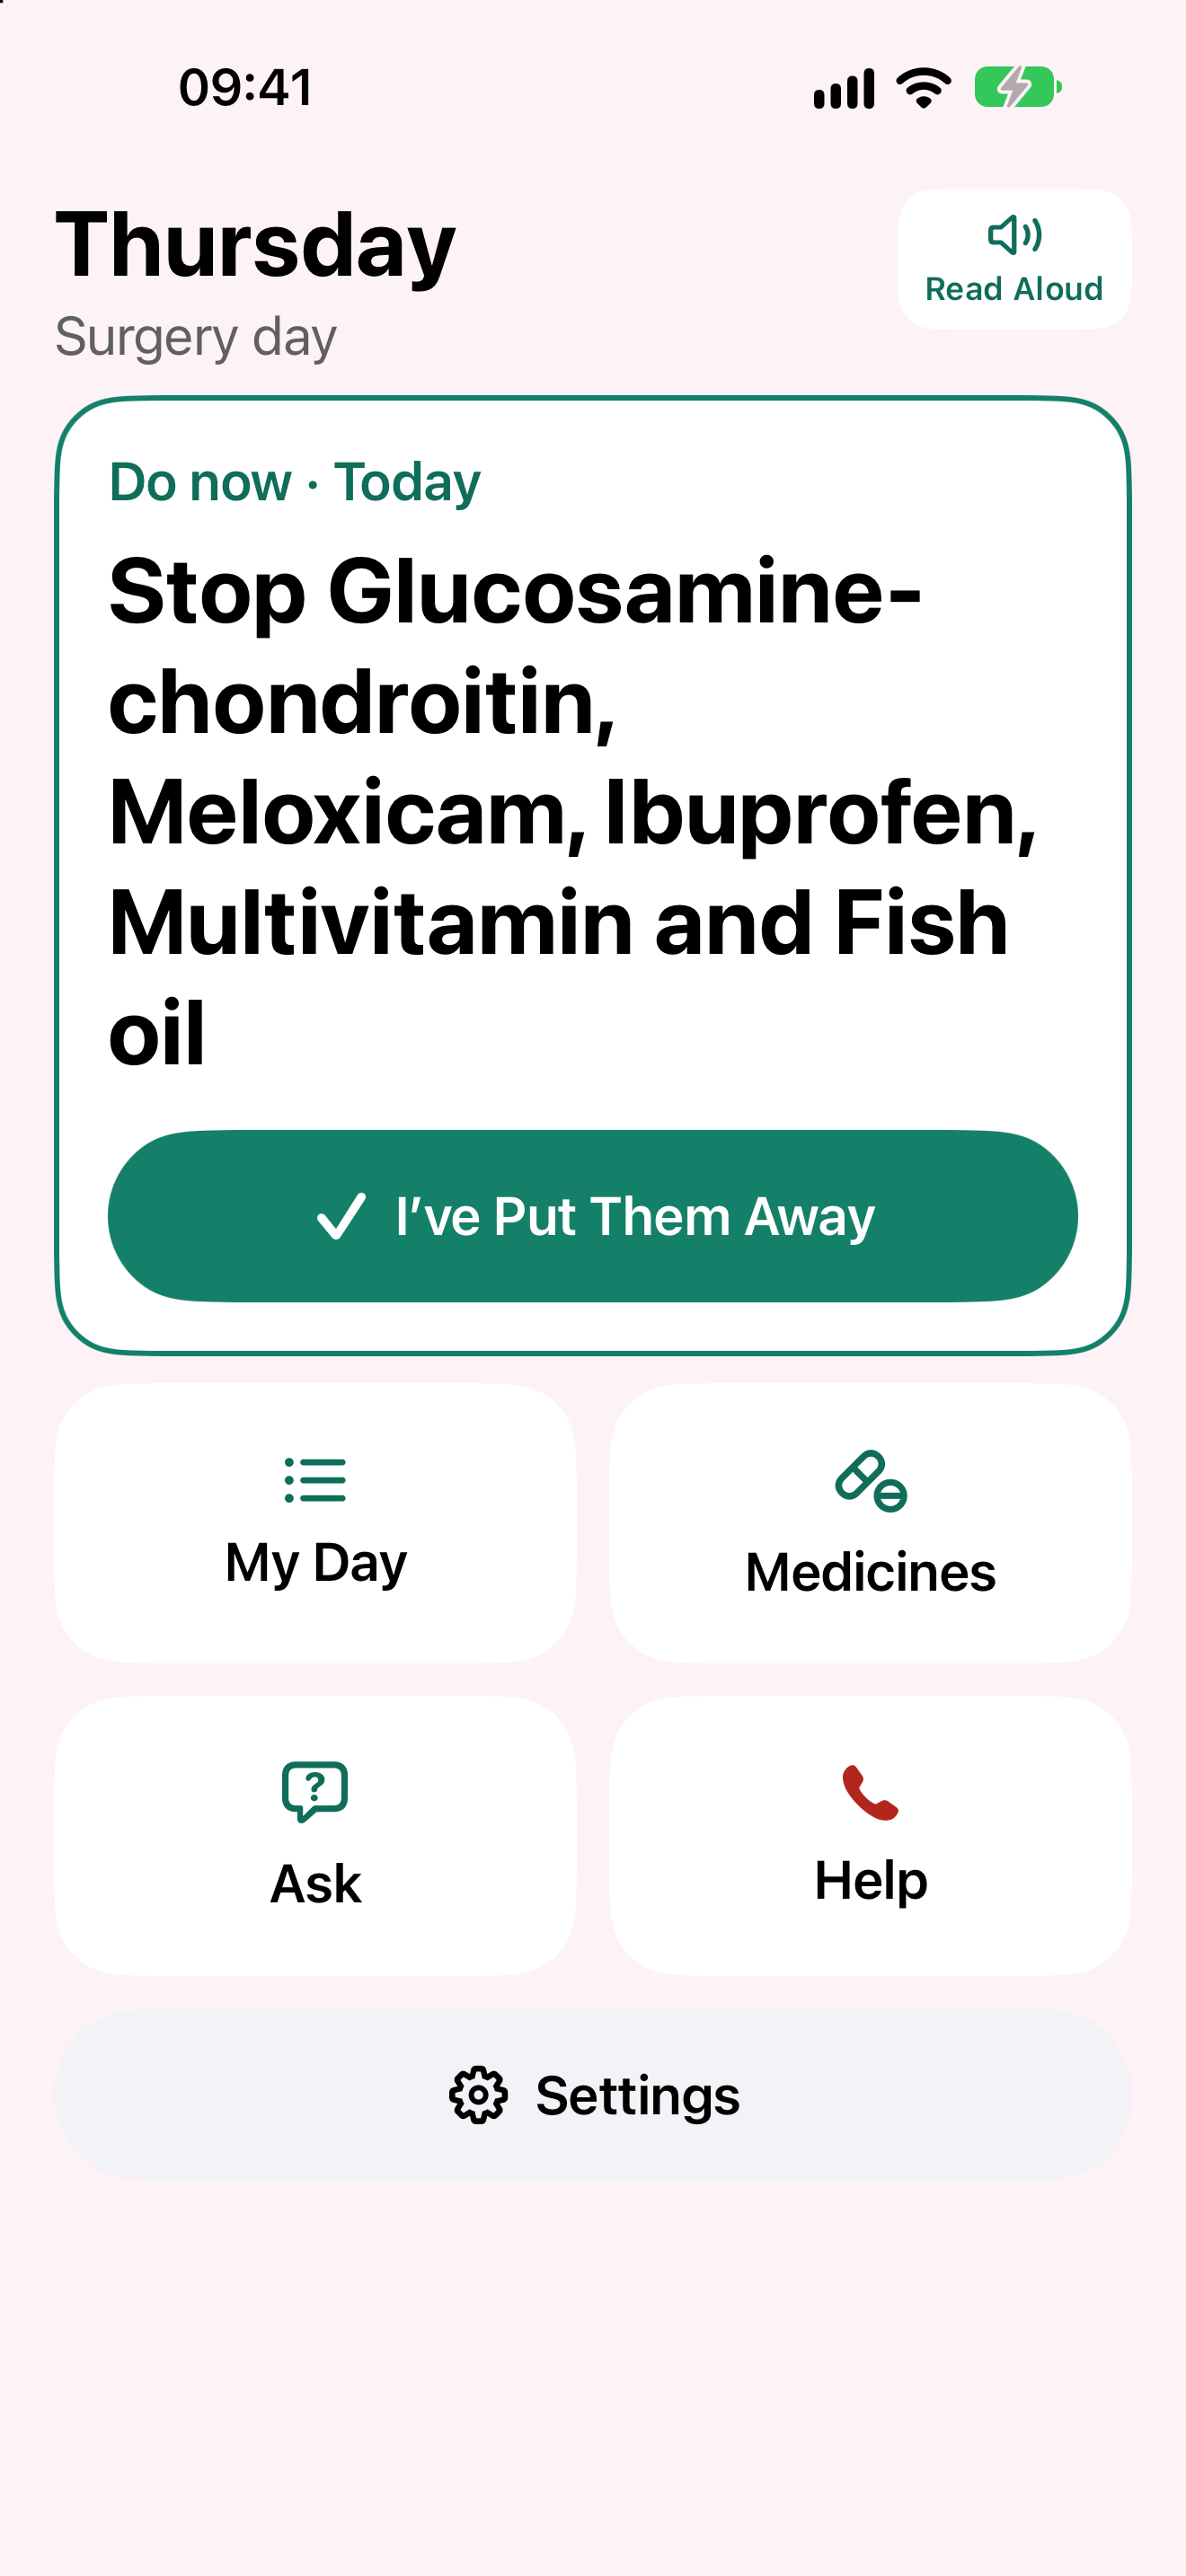 09:41
Thursday
Read Aloud
Surgery day
Do now · Today
Stop Glucosamine-
chondroitin,
Meloxicam, Ibuprofen,
Multivitamin and Fish
oil
I’ve Put Them Away
My Day
Medicines
?
Ask
Help
Settings